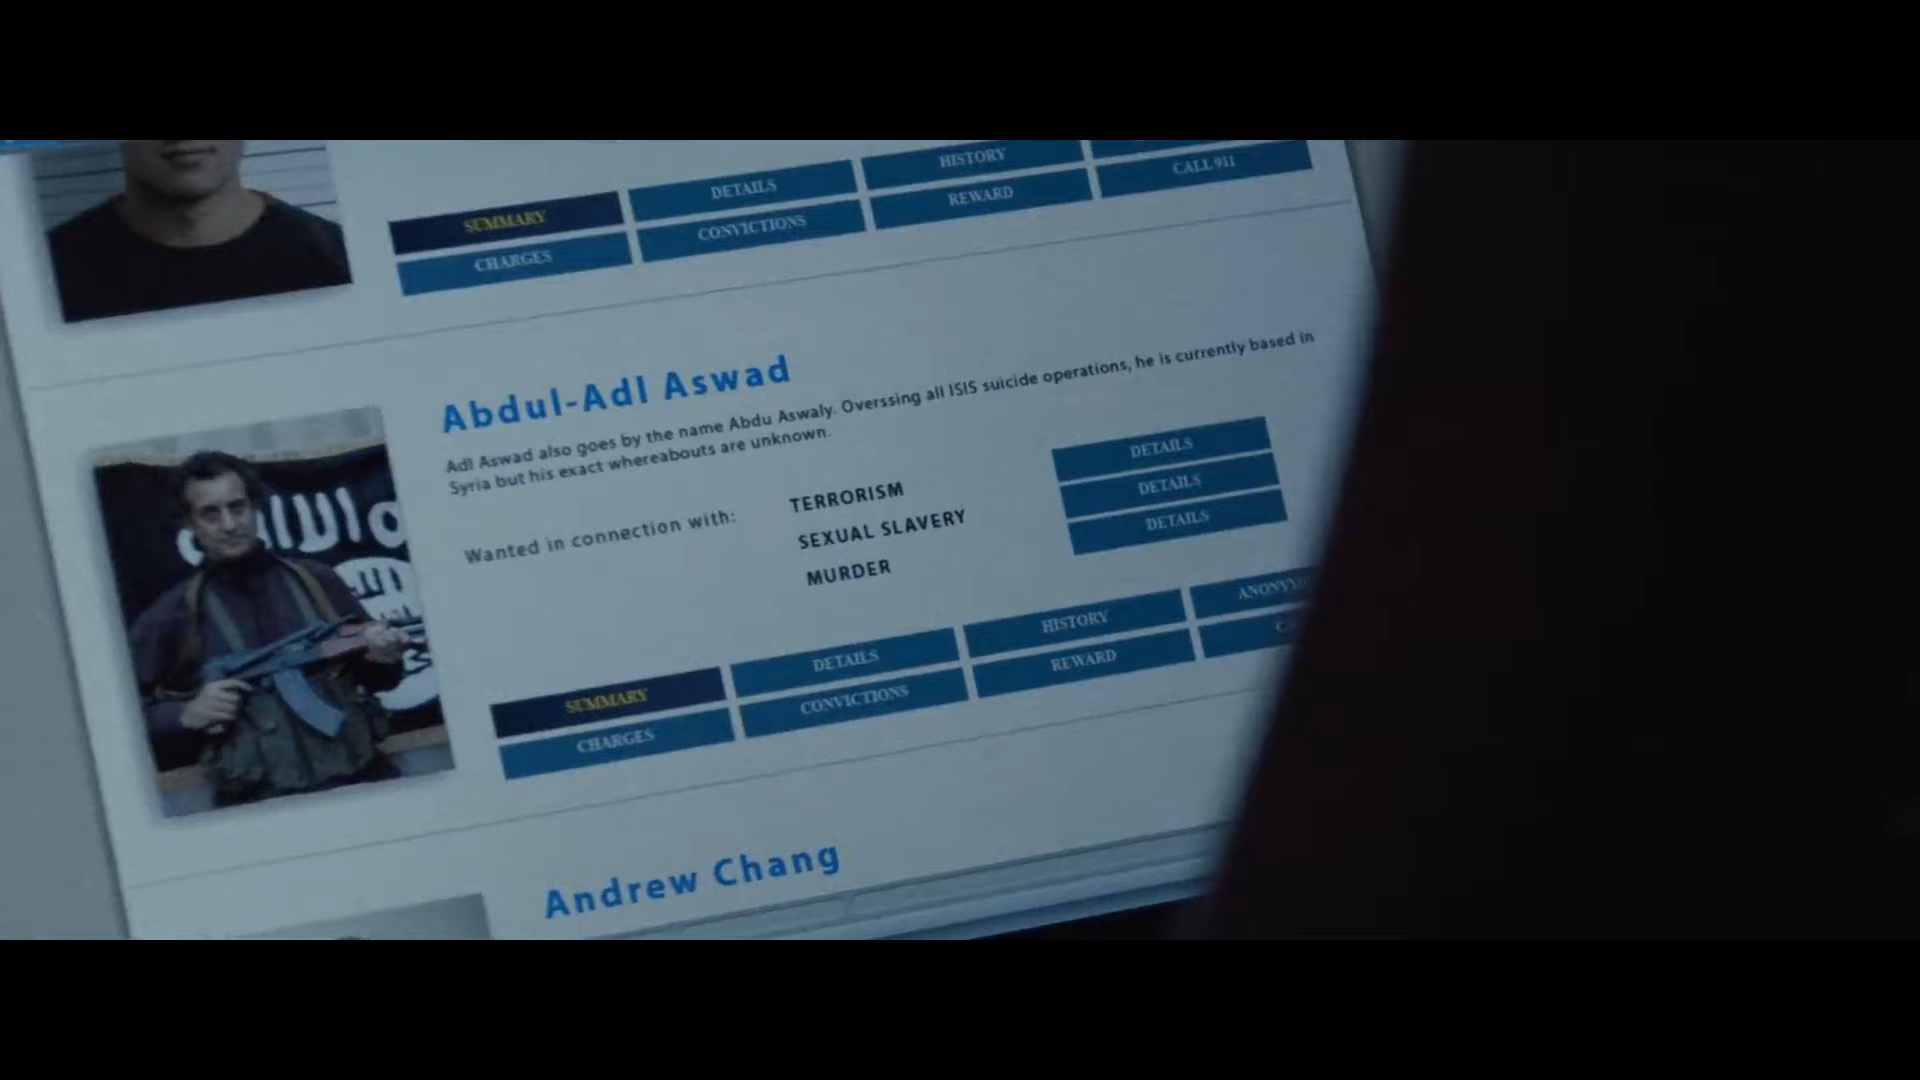 HISTORY
CALL 911
DETAILS
REWARD
SUMMARY
CONVICTIONS
CHARGES
Abdul-Adl Aswad
Adl Aswad also goes by the name Abdu Aswaly. Overssing all ISIS suicide operations, he is currently based in
Syria but his exact whereabouts are unknown.
Wanted in connection with:
TERRORISM
DETAILS
SEXUAL SLAVERY
DETAILS
MURDER
DETAILS
SUMMARY
DETAILS
HISTORY
CHARGES
CONVICTIONS
REWARD
Andrew Chang